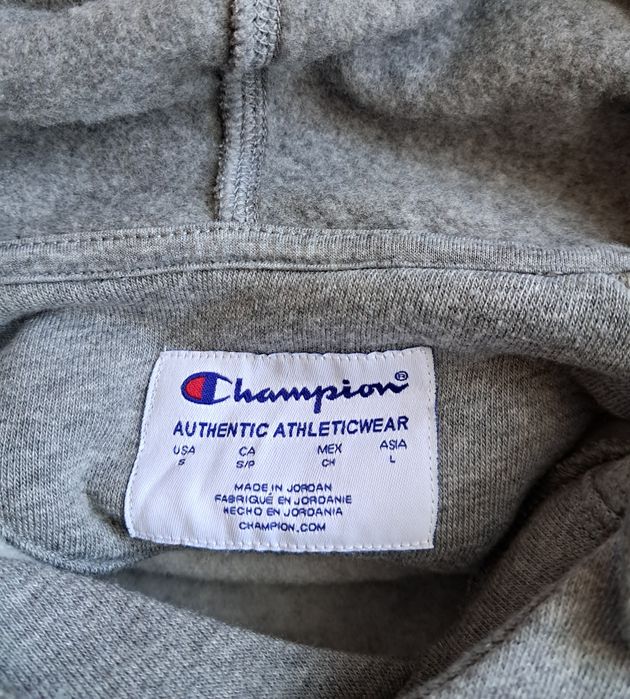 Champion®
AUTHENTIC ATHLETICWEAR
USA CA MEX ASIA
S S/P CH L
MADE IN JORDAN
FABRIQUÉ EN JORDANIE
HECHO EN JORDANIA
CHAMPION.COM